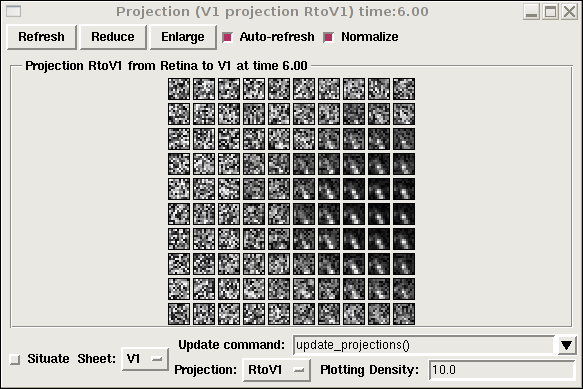 Projection (V1 projection RtoV1) time:6.00
Refresh Reduce Enlarge Auto-refresh Normalize
Projection RtoV1 from Retina to V1 at time 6.00
Update command: update_projections()
Situate Sheet: V1
Projection: RtoV1 Plotting Density: 10.0